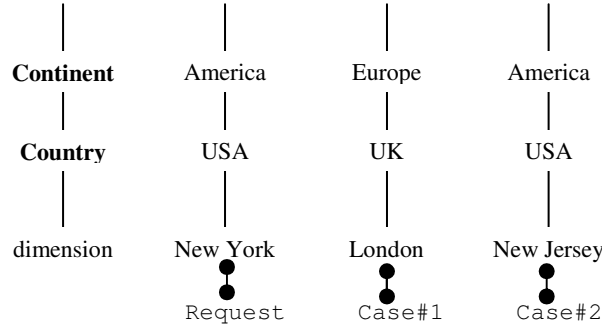 Continent America Europe America
Country USA UK USA
dimension New York London New Jersey
Request Case#1 Case#2